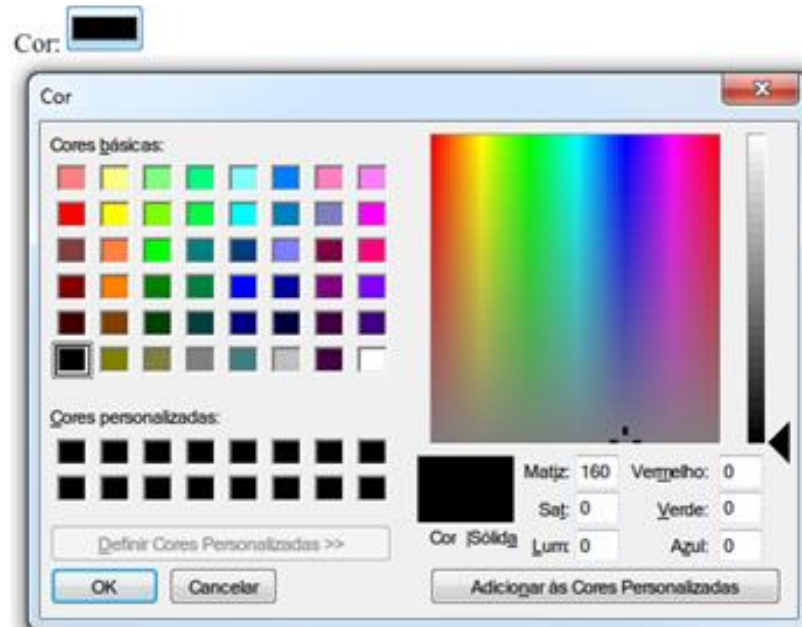 Cor:
Cor
Cores básicas:
Cores personalizadas:
Definir Cores Personalizadas >>
OK Cancelar
Cor |Sólida
Matiz: 160 Vermelho: 0
Sat: 0 Verde: 0
Lum: 0 Azul: 0
Adicionar às Cores Personalizadas